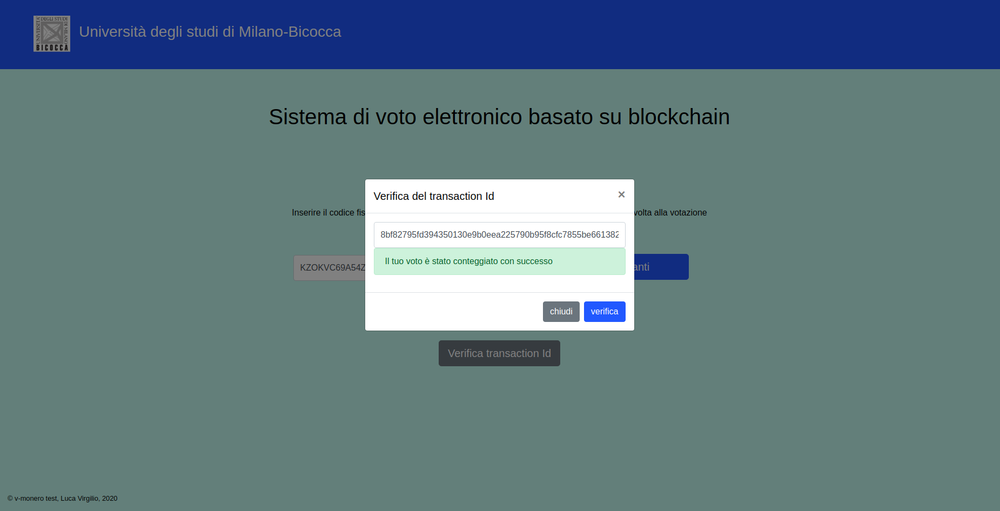 UNIVERSITÀ DEGLI STUDI DI MILANO
BICOCCA
Università degli studi di Milano-Bicocca
Sistema di voto elettronico basato su blockchain
Verifica del transaction Id
×
Inserire il codice
volta alla votazione
8bf82795fd394350130e9b0eea225790b95f8cfc7855be661382
Il tuo voto è stato conteggiato con successo
KZOKVC69A54Z
anti
chiudi
verifica
Verifica transaction Id
© v-monero test, Luca Virgilio, 2020